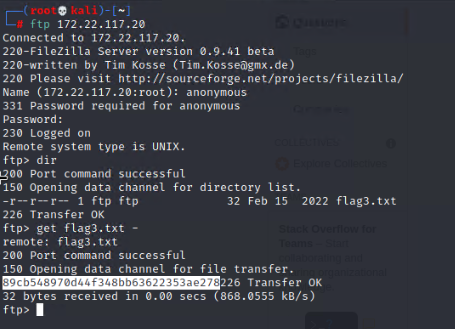 (root💀kali)-[~]
# ftp 172.22.117.20
Connected to 172.22.117.20.
220-FileZilla Server version 0.9.41 beta
220-written by Tim Kosse (Tim.Kosse@gmx.de)
220 Please visit http://sourceforge.net/projects/filezilla/
Name (172.22.117.20:root): anonymous
331 Password required for anonymous
Password:
230 Logged on
Remote system type is UNIX.
ftp> dir
200 Port command successful
150 Opening data channel for directory list.
-r--r--r-- 1 ftp ftp 32 Feb 15 2022 flag3.txt
226 Transfer OK
ftp> get flag3.txt -
remote: flag3.txt
200 Port command successful
150 Opening data channel for file transfer.
89cb548970d44f348bb63622353ae278226 Transfer OK
32 bytes received in 0.00 secs (868.0555 kB/s)
ftp>
Stack Overflow for